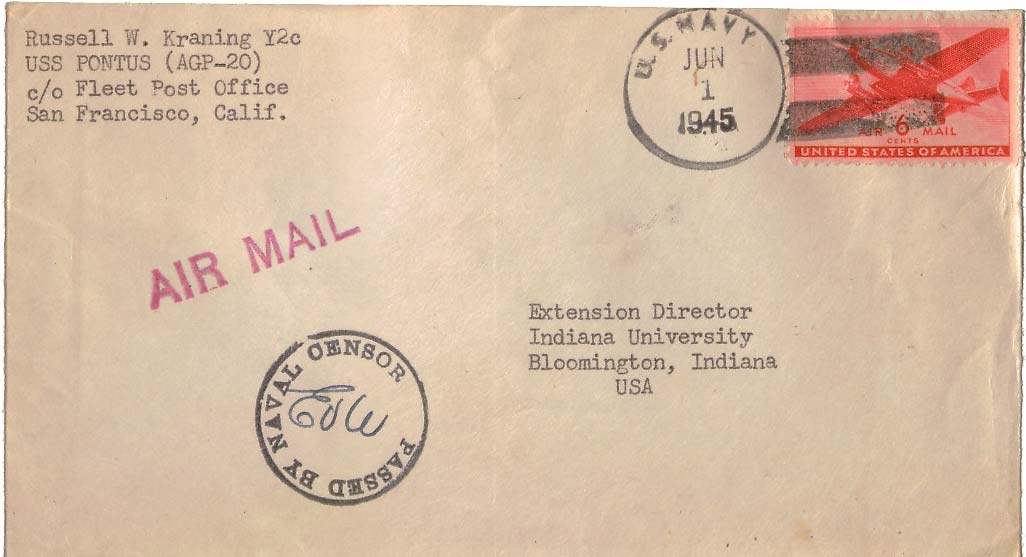 Russell W. Kraning Y2c
USS PONTUS (AGP-20)
c/o Fleet Post Office
San Francisco, Calif.
U.S. NAVY
JUN
1
1945
AIR 6 MAIL
CENTS
UNITED STATES OF AMERICA
AIR MAIL
Extension Director
Indiana University
Bloomington, Indiana
USA
PASSED BY NAVAL CENSOR